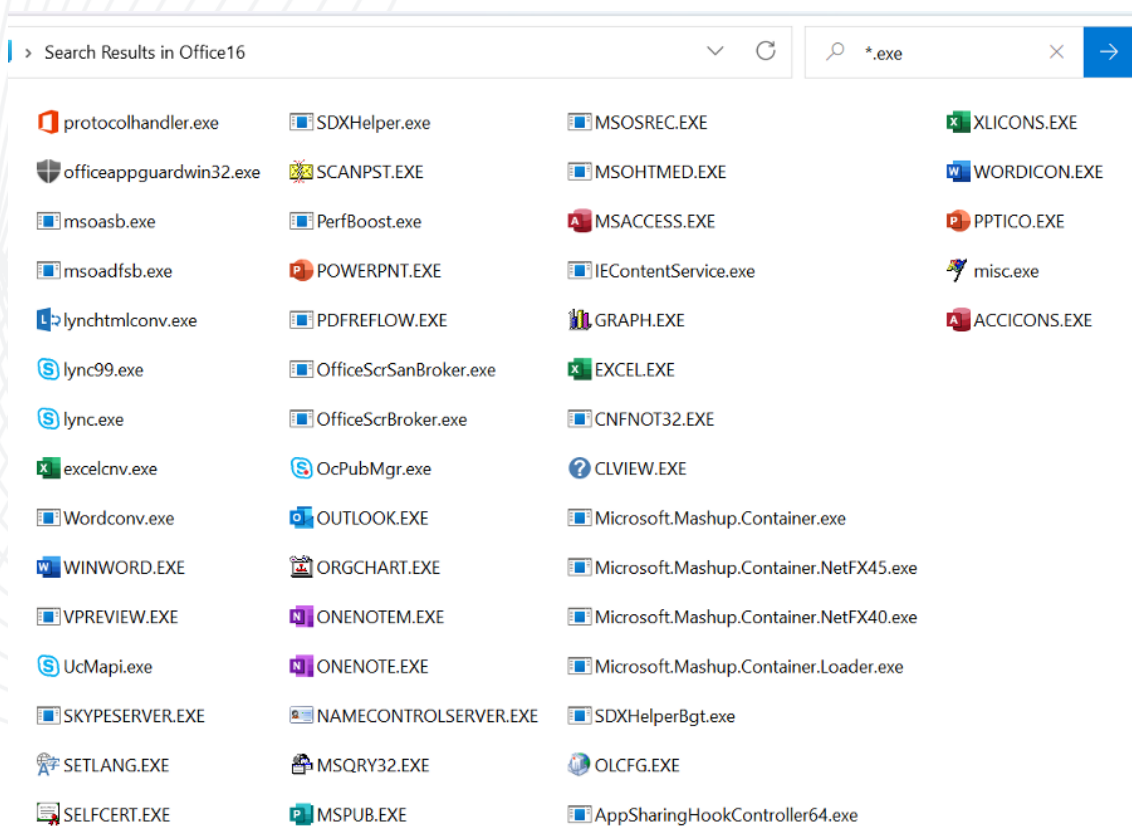 > Search Results in Office16
*.exe
protocolhandler.exe
officeappguardwin32.exe
msoasb.exe
msoadfsb.exe
lynchtmlconv.exe
lync99.exe
lync.exe
excelcnv.exe
Wordconv.exe
WINWORD.EXE
VPREVIEW.EXE
UcMapi.exe
SKYPESERVER.EXE
SETLANG.EXE
SELFCERT.EXE
SDXHelper.exe
SCANPST.EXE
PerfBoost.exe
POWERPNT.EXE
PDFREFLOW.EXE
OfficeScrSanBroker.exe
OfficeScrBroker.exe
OcPubMgr.exe
OUTLOOK.EXE
ORGCHART.EXE
ONENOTEM.EXE
ONENOTE.EXE
NAMECONTROLSERVER.EXE
MSQRY32.EXE
MSPUB.EXE
MSOSREC.EXE
MSOHTMED.EXE
MSACCESS.EXE
IEContentService.exe
GRAPH.EXE
EXCEL.EXE
CNFNOT32.EXE
CLVIEW.EXE
Microsoft.Mashup.Container.exe
Microsoft.Mashup.Container.NetFX45.exe
Microsoft.Mashup.Container.NetFX40.exe
Microsoft.Mashup.Container.Loader.exe
SDXHelperBgt.exe
OLCFG.EXE
AppSharingHookController64.exe
XLICONS.EXE
WORDICON.EXE
PPTICO.EXE
misc.exe
ACCICONS.EXE